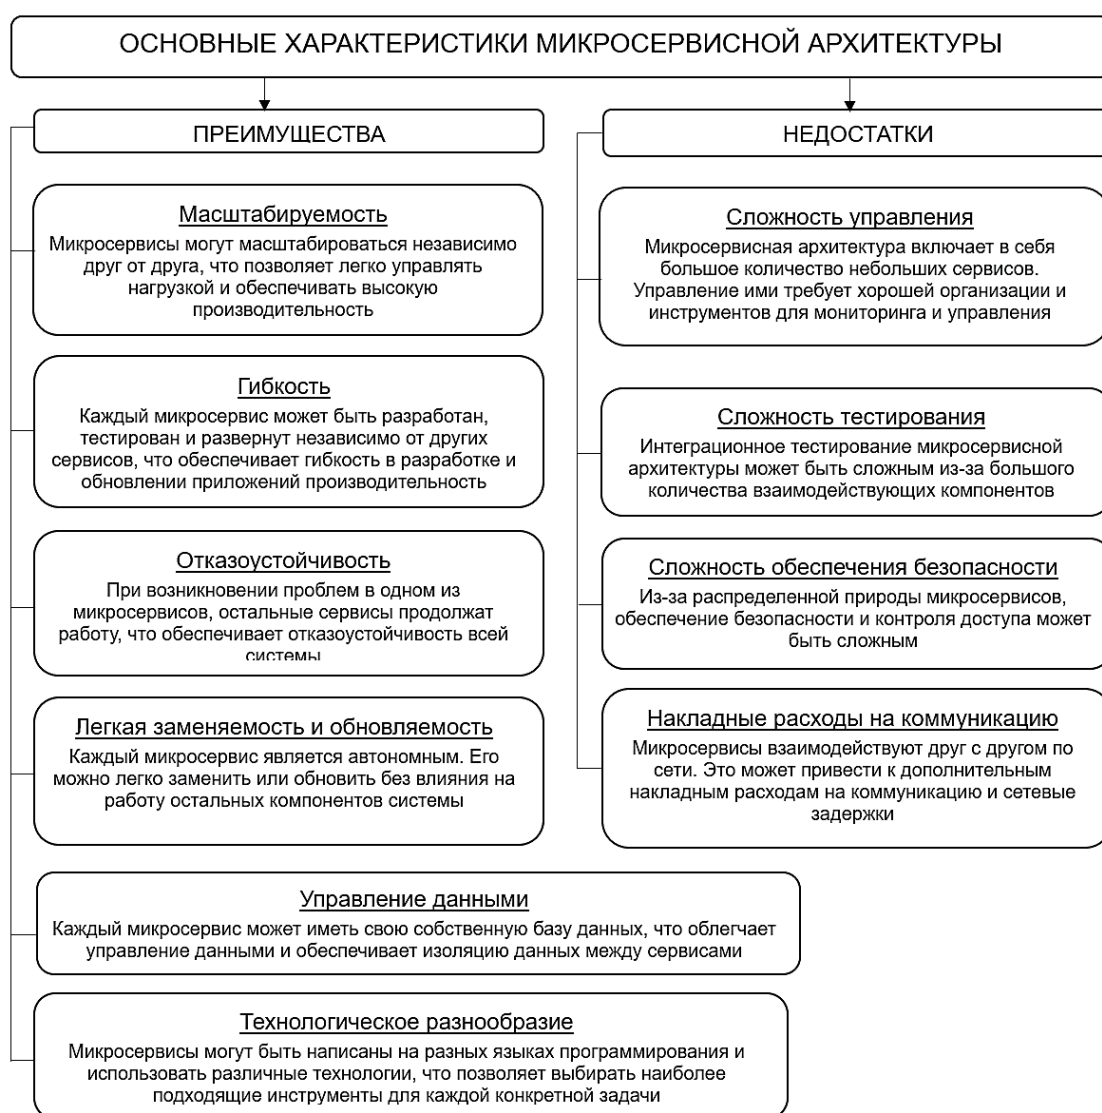 ОСНОВНЫЕ ХАРАКТЕРИСТИКИ МИКРОСЕРВИСНОЙ АРХИТЕКТУРЫ
ПРЕИМУЩЕСТВА
Масштабируемость
Микросервисы могут масштабироваться независимо
друг от друга, что позволяет легко управлять
нагрузкой и обеспечивать высокую
производительность
Гибкость
Каждый микросервис может быть разработан,
тестирован и развернут независимо от других
сервисов, что обеспечивает гибкость в разработке и
обновлении приложений производительность
Отказоустойчивость
При возникновении проблем в одном из
микросервисов, остальные сервисы продолжат
работу, что обеспечивает отказоустойчивость всей
системы.
Легкая заменяемость и обновляемость
Каждый микросервис является автономным. Его
можно легко заменить или обновить без влияния на
работу остальных компонентов системы
Управление данными
Каждый микросервис может иметь свою собственную базу данных, что облегчает
управление данными и обеспечивает изоляцию данных между сервисами
Технологическое разнообразие
Микросервисы могут быть написаны на разных языках программирования и
использовать различные технологии, что позволяет выбирать наиболее
подходящие инструменты для каждой конкретной задачи
НЕДОСТАТКИ
Сложность управления
Микросервисная архитектура включает в себя
большое количество небольших сервисов.
Управление ими требует хорошей организации и
инструментов для мониторинга и управления
Сложность тестирования
Интеграционное тестирование микросервисной
архитектуры может быть сложным из-за большого
количества взаимодействующих компонентов
Сложность обеспечения безопасности
Из-за распределенной природы микросервисов,
обеспечение безопасности и контроля доступа может
быть сложным
Накладные расходы на коммуникацию
Микросервисы взаимодействуют друг с другом по
сети. Это может привести к дополнительным
накладным расходам на коммуникацию и сетевые
задержки